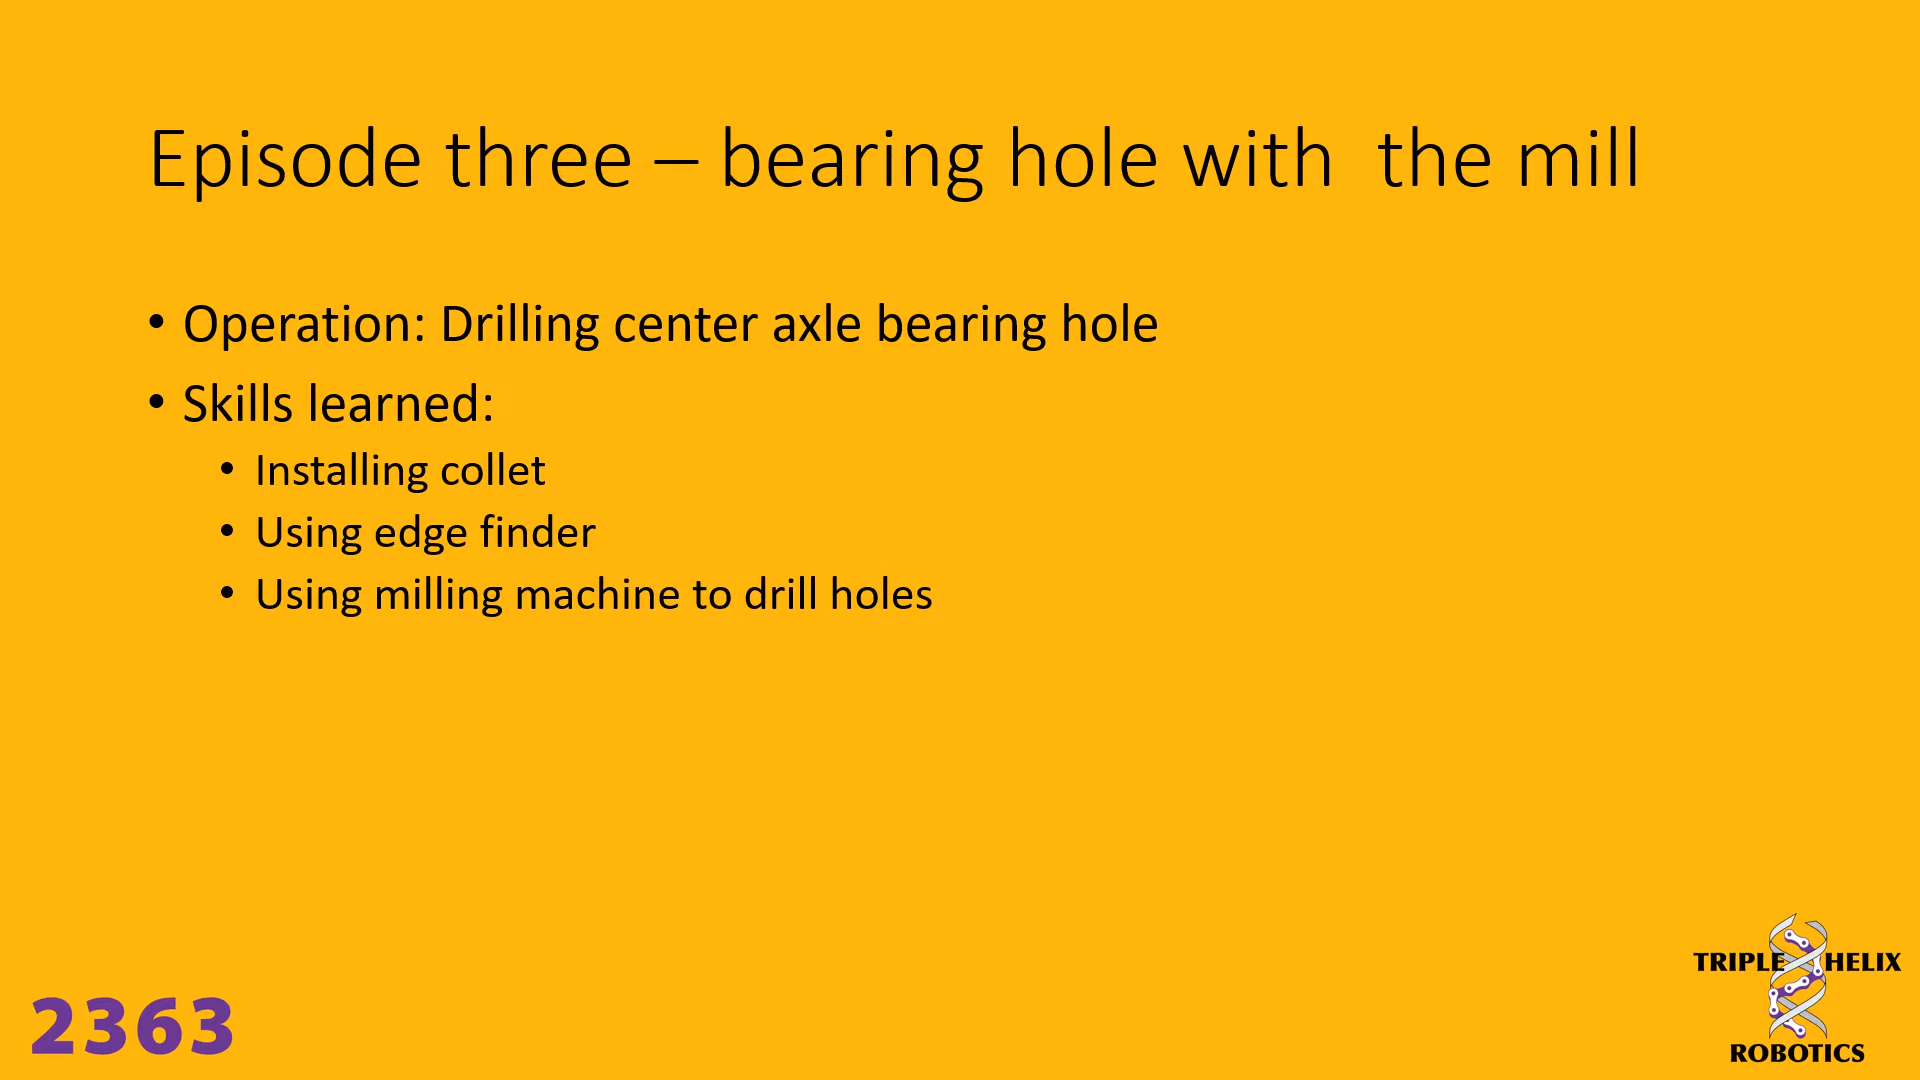 Episode three – bearing hole with  the mill
• Operation: Drilling center axle bearing hole
• Skills learned:
• Installing collet
• Using edge finder
• Using milling machine to drill holes
2363
TRIPLE HELIX
ROBOTICS